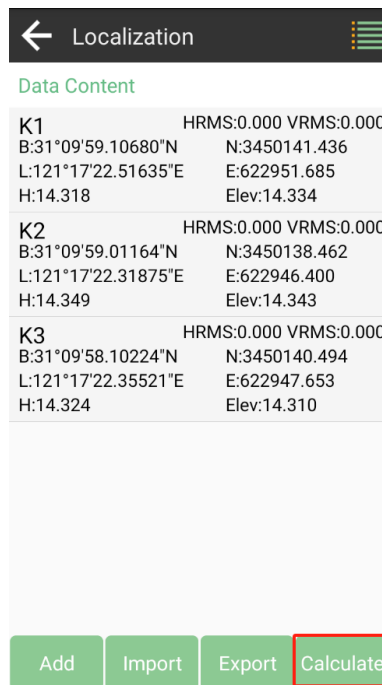 Localization
Data Content
K1 HRMS:0.000 VRMS:0.000
B:31°09'59.10680"N N:3450141.436
L:121°17'22.51635"E E:622951.685
H:14.318 Elev:14.334
K2 HRMS:0.000 VRMS:0.000
B:31°09'59.01164"N N:3450138.462
L:121°17'22.31875"E E:622946.400
H:14.349 Elev:14.343
K3 HRMS:0.000 VRMS:0.000
B:31°09'58.10224"N N:3450140.494
L:121°17'22.35521"E E:622947.653
H:14.324 Elev:14.310
Add Import Export Calculate